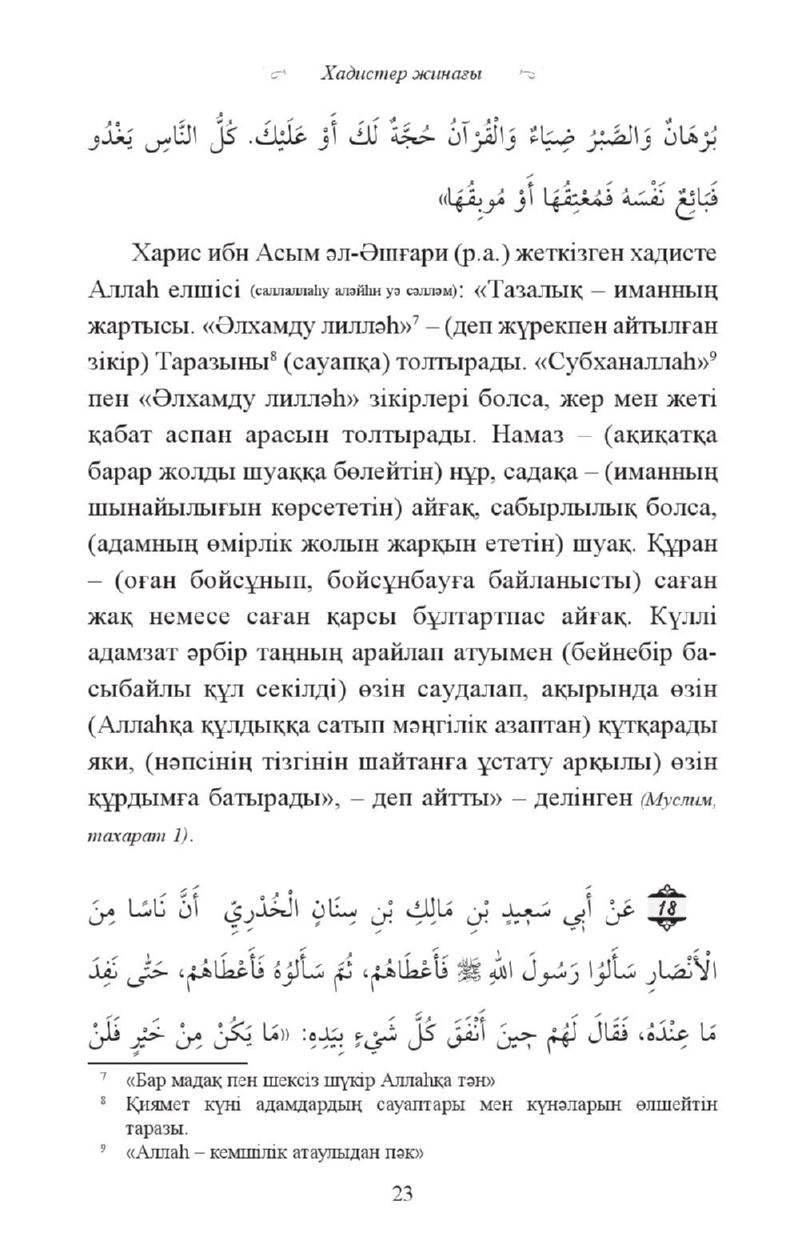 Хадистер жинағы
بُرْهَانٌ وَالصَّبْرُ ضِيَاءٌ وَالْقُرْآنُ حُجَّةٌ لَكَ أَوْ عَلَيْكَ. كُلُّ النَّاسِ يَغْدُو
فَبَائِعٌ نَفْسَهُ فَمُعْتِقُهَا أَوْ مُوبِقُهَا»
Харис ибн Асым әл-Әшғари (р.а.) жеткізген хадисте
Аллаһ елшісі (саллаллаһу аләйһи уә сәлләм): «Тазалық – иманның
жартысы. «Әлхамду лилләһ»⁷ – (деп жүрекпен айтылған
зікір) Таразыны⁸ (сауапқа) толтырады. «Субханаллаһ»⁹
пен «Әлхамду лилләһ» зікірлері болса, жер мен жеті
қабат аспан арасын толтырады. Намаз – (ақиқатқа
барар жолды шуаққа бөлейтін) нұр, садақа – (иманның
шынайылығын көрсететін) айғақ, сабырлылық болса,
(адамның өмірлік жолын жарқын ететін) шуақ. Құран
– (оған бойсұнып, бойсұнбауға байланысты) саған
жақ немесе саған қарсы бұлтартпас айғақ. Күллі
адамзат әрбір таңның арайлап атуымен (бейнебір ба-
сыбайлы құл секілді) өзін саудалап, ақырында өзін
(Аллаһқа құлдыққа сатып мәңгілік азаптан) құтқарады
яки, (нәпсінің тізгінін шайтанға ұстату арқылы) өзін
құрдымға батырады», – деп айтты» – делінген (Муслим,
тахарат 1).
18 عَنْ أَبِي سَعِيدٍ بْنِ مَالِكِ بْنِ سِنَانٍ الْخُدْرِيِّ أَنَّ نَاسًا مِنَ
الْأَنْصَارِ سَأَلُوا رَسُولَ اللهِ ﷺ فَأَعْطَاهُمْ، ثُمَّ سَأَلُوُهُ فَأَعْطَاهُمْ، حَتَّى نَفِدَ
مَا عِنْدَهُ، فَقَالَ لَهُمْ حِينَ أَنْفَقَ كُلَّ شَيْءٍ بِيَدِهِ: «مَا يَكُنْ مِنْ خَيْرٍ فَلَنْ
⁷ «Бар мадақ пен шексіз шүкір Аллаһқа тән»
⁸ Қиямет күні адамдардың сауаптары мен күнәларын өлшейтін
таразы.
⁹ «Аллаһ – кемшілік атаулыдан пәк»
23